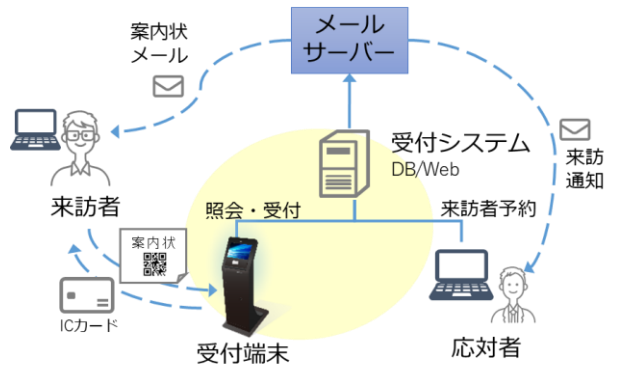 案内状
メール
メール
サーバー
受付システム
DB/Web
来訪
通知
来訪者
照会・受付
来訪者予約
案内状
ICカード
受付端末
応対者